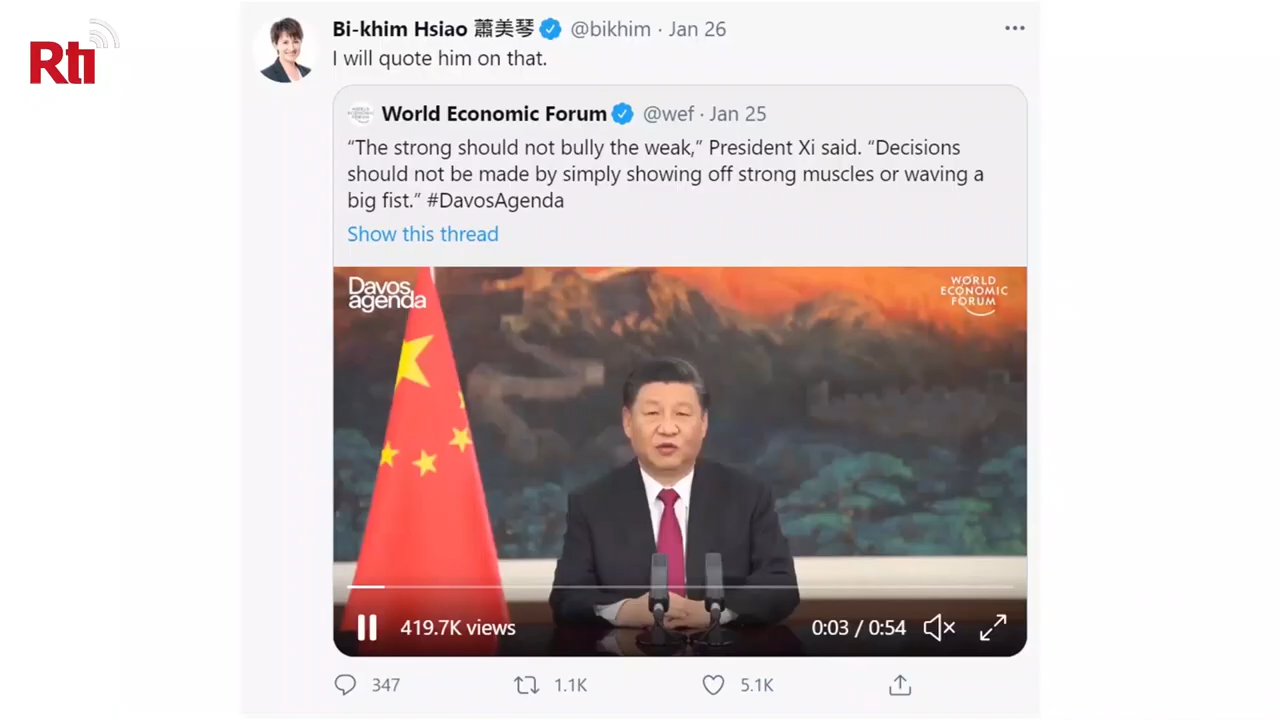 Rti
Bi-khim Hsiao 蕭美琴 @bikhim · Jan 26
I will quote him on that.
World Economic Forum @wef · Jan 25
“The strong should not bully the weak,” President Xi said. “Decisions
should not be made by simply showing off strong muscles or waving a
big fist.” #DavosAgenda
Show this thread
Davos
agenda
WORLD
ECONOMIC
FORUM
419.7K views
0:03 / 0:54
347
1.1K
5.1K